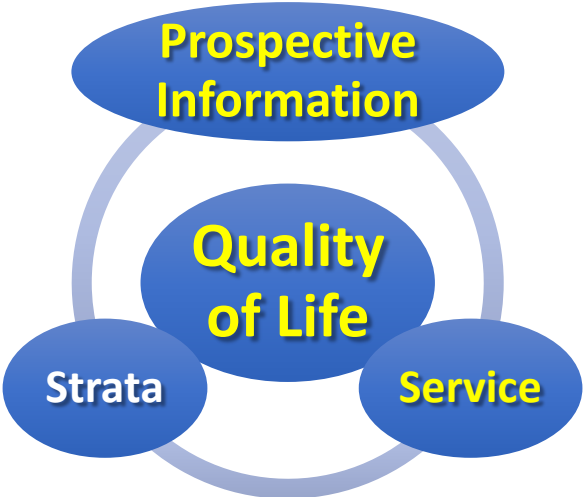 Prospective
Information
Quality
of Life
Strata
Service